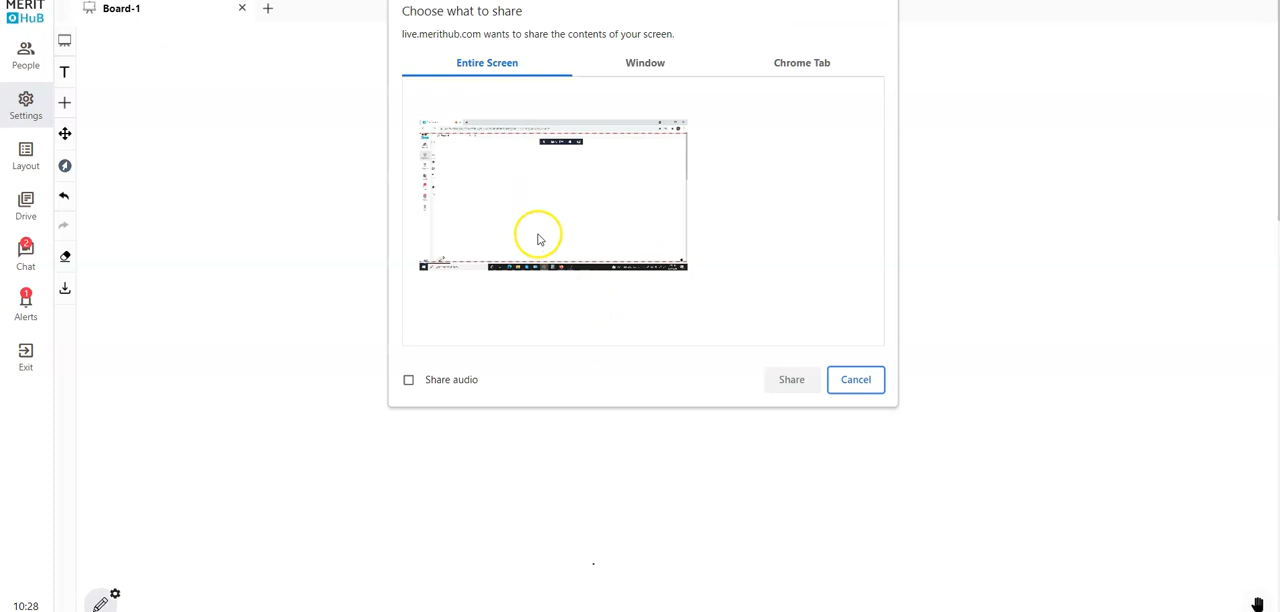 MERIT
HUB
Board-1
People
Settings
Layout
Drive
2
Chat
1
Alerts
Exit
10:28
T
Choose what to share
live.merithub.com wants to share the contents of your screen.
Entire Screen
Window
Chrome Tab
Share audio
Share
Cancel